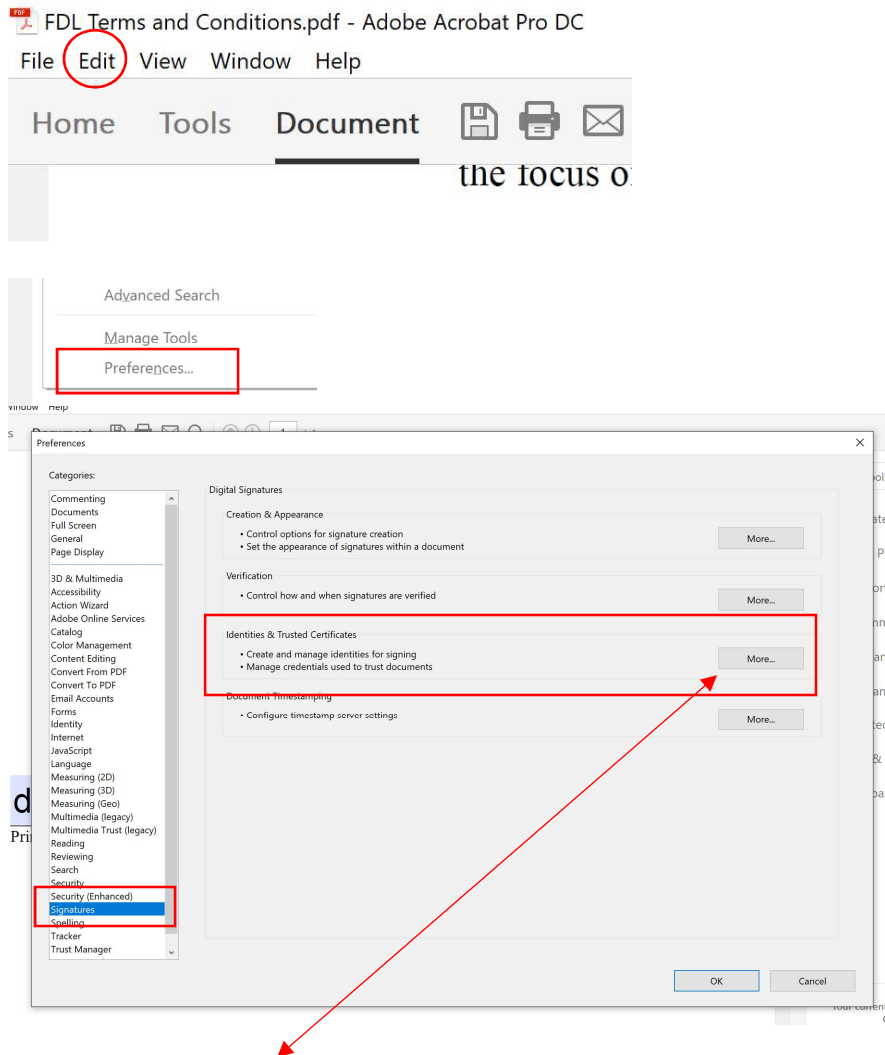 FDL Terms and Conditions.pdf - Adobe Acrobat Pro DC
File Edit View Window Help
Home Tools Document
the focus
Advanced Search
Manage Tools
Preferences...
Window Help
Preferences
Categories:
Commenting
Documents
Full Screen
General
Page Display
3D & Multimedia
Accessibility
Action Wizard
Adobe Online Services
Catalog
Color Management
Content Editing
Convert From PDF
Convert To PDF
Email Accounts
Forms
Identity
Internet
JavaScript
Language
Measuring (2D)
Measuring (3D)
Measuring (Geo)
Multimedia (legacy)
Multimedia Trust (legacy)
Reading
Reviewing
Search
Security
Security (Enhanced)
Signatures
Spelling
Tracker
Trust Manager
Digital Signatures
Creation & Appearance
• Control options for signature creation
• Set the appearance of signatures within a document
More...
Verification
• Control how and when signatures are verified
More...
Identities & Trusted Certificates
• Create and manage identities for signing
• Manage credentials used to trust documents
More...
Document Timestamping
• Configure timestamp server settings
More...
OK Cancel